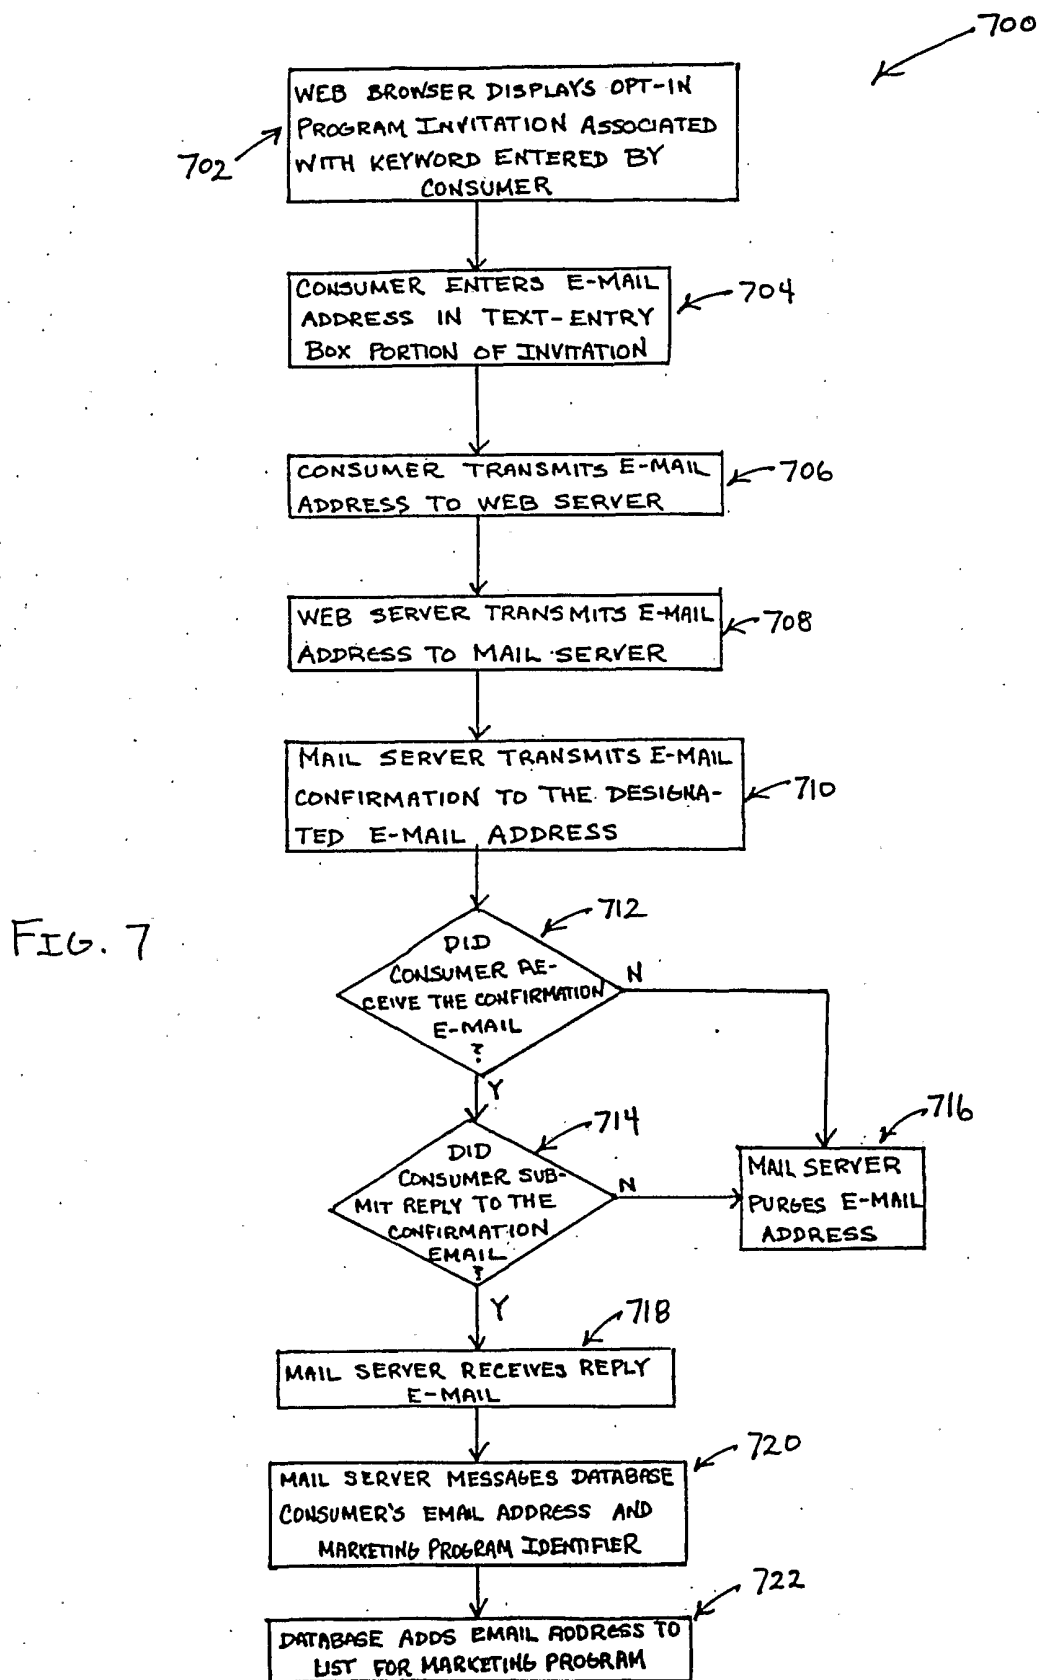 700
WEB BROWSER DISPLAYS OPT-IN
PROGRAM INVITATION ASSOCIATED
WITH KEYWORD ENTERED BY
CONSUMER
702
CONSUMER ENTERS E-MAIL
ADDRESS IN TEXT-ENTRY
BOX PORTION OF INVITATION
704
CONSUMER TRANSMITS E-MAIL
ADDRESS TO WEB SERVER
706
WEB SERVER TRANSMITS E-MAIL
ADDRESS TO MAIL SERVER
708
MAIL SERVER TRANSMITS E-MAIL
CONFIRMATION TO THE DESIGNA-
TED E-MAIL ADDRESS
710
FIG. 7
712
DID
CONSUMER RE-
CEIVE THE CONFIRMATION
E-MAIL
?
N
Y
714
DID
CONSUMER SUB-
MIT REPLY TO THE
CONFIRMATION
EMAIL
?
N
Y
716
MAIL SERVER
PURGES E-MAIL
ADDRESS
718
MAIL SERVER RECEIVES REPLY
E-MAIL
720
MAIL SERVER MESSAGES DATABASE
CONSUMER'S EMAIL ADDRESS AND
MARKETING PROGRAM IDENTIFIER
722
DATABASE ADDS EMAIL ADDRESS TO
LIST FOR MARKETING PROGRAM